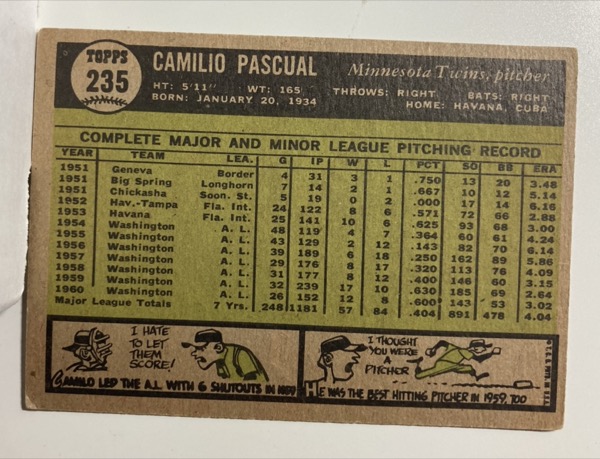 TOPPS
235
CAMILIO PASCUAL
Minnesota Twins, pitcher
HT: 5'11" WT: 165 THROWS: RIGHT BATS: RIGHT
BORN: JANUARY 20, 1934 HOME: HAVANA, CUBA
COMPLETE MAJOR AND MINOR LEAGUE PITCHING RECORD
YEAR TEAM LEA. G IP W L PCT SO BB ERA
1951 Geneva Border 4 31 3 1 .750 13 20 3.48
1951 Big Spring Longhorn 7 14 2 1 .667 10 12 5.14
1951 Chickasha Soon. St. 5 19 0 2 .000 17 14 6.16
1952 Hav.-Tampa Fla. Int. 24 122 8 6 .571 72 66 2.88
1953 Havana Fla. Int. 25 141 10 6 .625 93 68 3.00
1954 Washington A. L. 48 119 4 7 .364 60 61 4.24
1955 Washington A. L. 43 129 2 12 .143 82 70 6.14
1956 Washington A. L. 39 189 6 18 .250 162 89 5.86
1957 Washington A. L. 29 176 8 17 .320 113 76 4.09
1958 Washington A. L. 31 177 8 12 .400 146 60 3.15
1959 Washington A. L. 32 239 17 10 .630 185 69 2.64
1960 Washington A. L. 26 152 12 8 .600 143 53 3.02
Major League Totals 7 Yrs. 248 1181 57 84 .404 891 478 4.04
I HATE
TO LET
THEM
SCORE!
CAMILO LED THE A.L. WITH 6 SHUTOUTS IN 1959
I THOUGHT
YOU WERE
A
PITCHER
HE WAS THE BEST HITTING PITCHER IN 1959, TOO